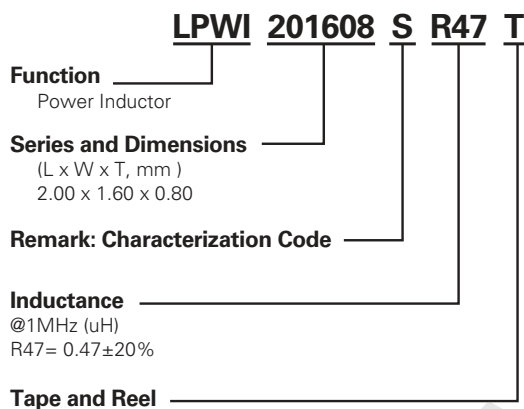 LPWI 201608 S R47 T
Function
Power Inductor
Series and Dimensions
(L x W x T, mm )
2.00 x 1.60 x 0.80
Remark: Characterization Code
Inductance
@1MHz (uH)
R47= 0.47±20%
Tape and Reel